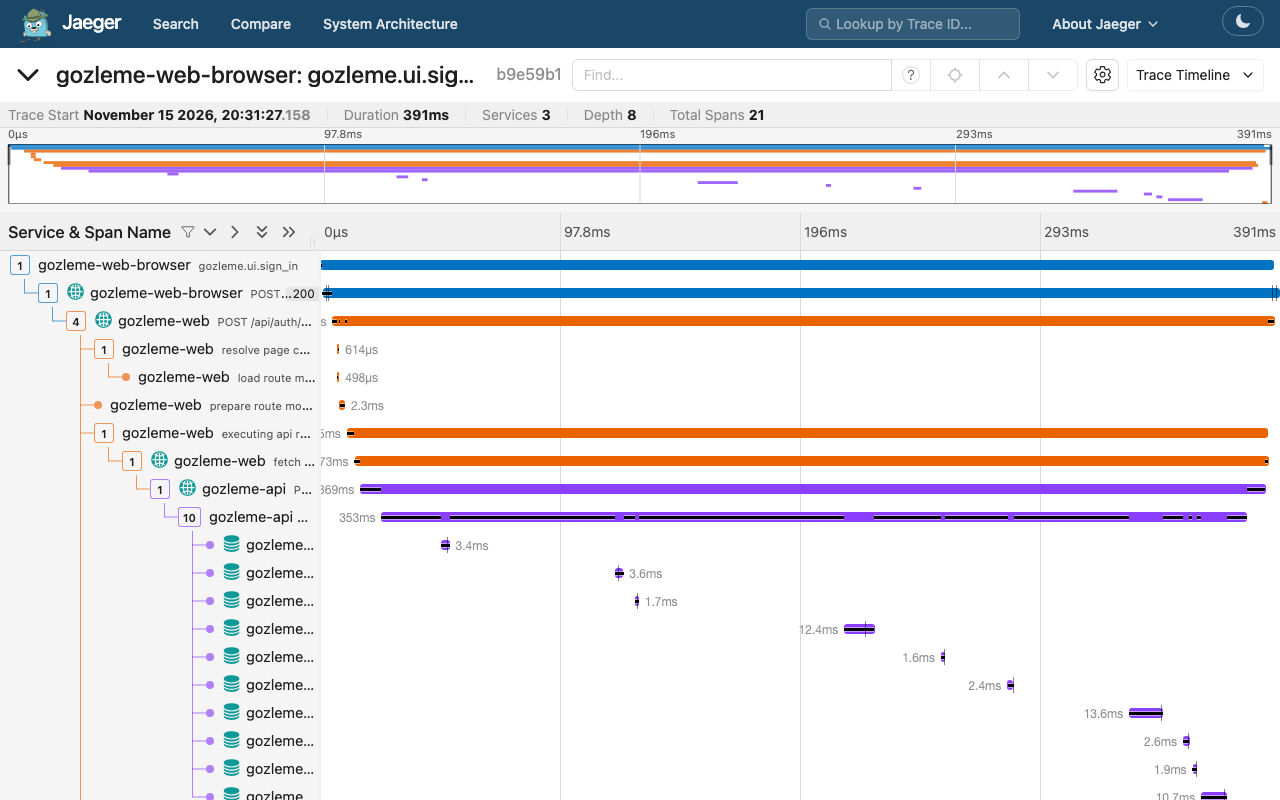 Jaeger Search Compare System Architecture Lookup by Trace ID... About Jaeger
gozleme-web-browser: gozleme.ui.sig... b9e59b1 Find... ? Trace Timeline
Trace Start November 15 2026, 20:31:27.158 Duration 391ms Services 3 Depth 8 Total Spans 21
0μs 97.8ms 196ms 293ms 391ms
Service & Span Name 0μs 97.8ms 196ms 293ms 391ms
1 gozleme-web-browser gozleme.ui.sign_in
1 gozleme-web-browser POST... 200
4 gozleme-web POST /api/auth/... s
1 gozleme-web resolve page c... 614μs
gozleme-web load route m... 498μs
gozleme-web prepare route mo... 2.3ms
1 gozleme-web executing api r... ms
1 gozleme-web fetch ... 73ms
1 gozleme-api P... 369ms
10 gozleme-api ... 353ms
gozleme... 3.4ms
gozleme... 3.6ms
gozleme... 1.7ms
gozleme... 12.4ms
gozleme... 1.6ms
gozleme... 2.4ms
gozleme... 13.6ms
gozleme... 2.6ms
gozleme... 1.9ms
gozleme... 10.7ms